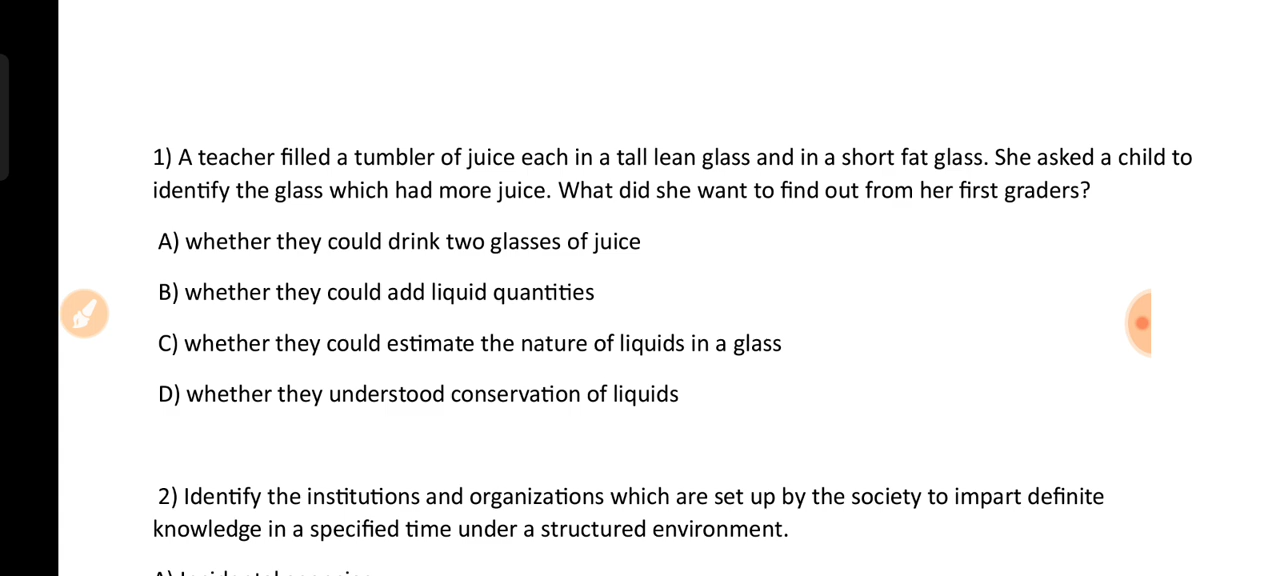 1) A teacher filled a tumbler of juice each in a tall lean glass and in a short fat glass. She asked a child to
identify the glass which had more juice. What did she want to find out from her first graders?
A) whether they could drink two glasses of juice
B) whether they could add liquid quantities
C) whether they could estimate the nature of liquids in a glass
D) whether they understood conservation of liquids
2) Identify the institutions and organizations which are set up by the society to impart definite
knowledge in a specified time under a structured environment.